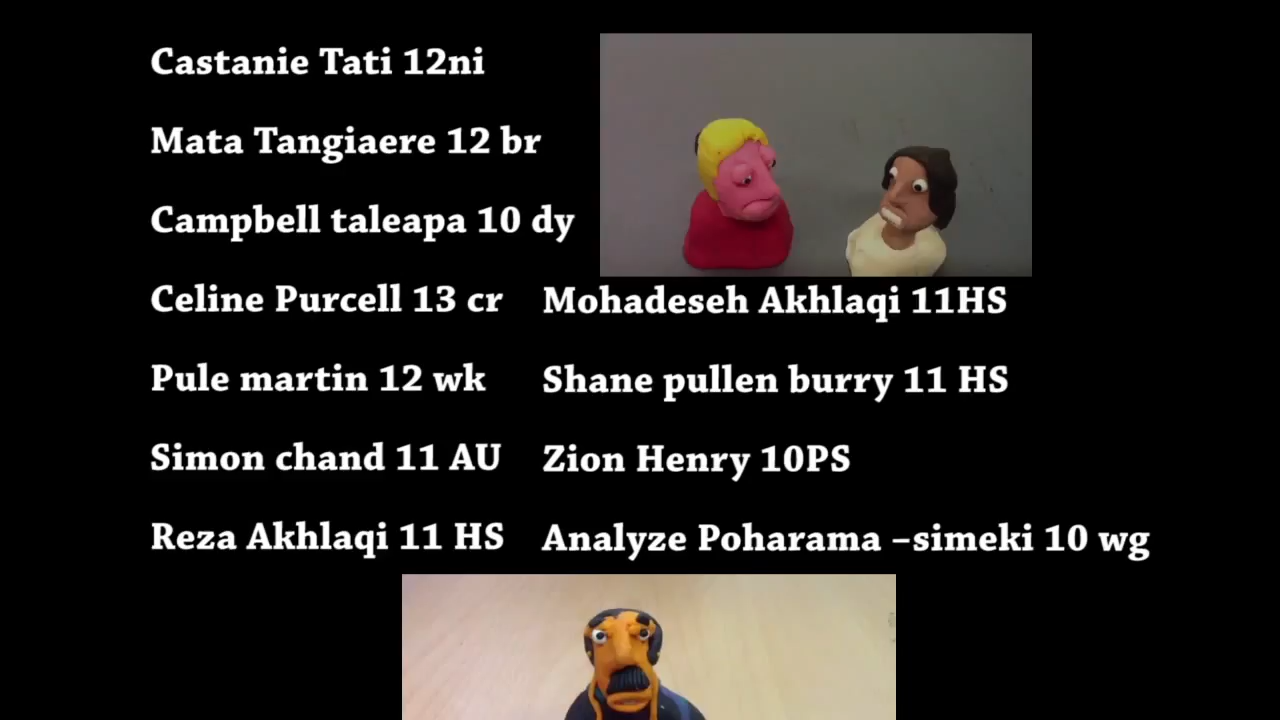 Castanie Tati 12ni
Mata Tangiaere 12 br
Campbell taleapa 10 dy
Celine Purcell 13 cr
Pule martin 12 wk
Simon chand 11 AU
Reza Akhlaqi 11 HS
Mohadeseh Akhlaqi 11HS
Shane pullen burry 11 HS
Zion Henry 10PS
Analyze Poharama –simeki 10 wg